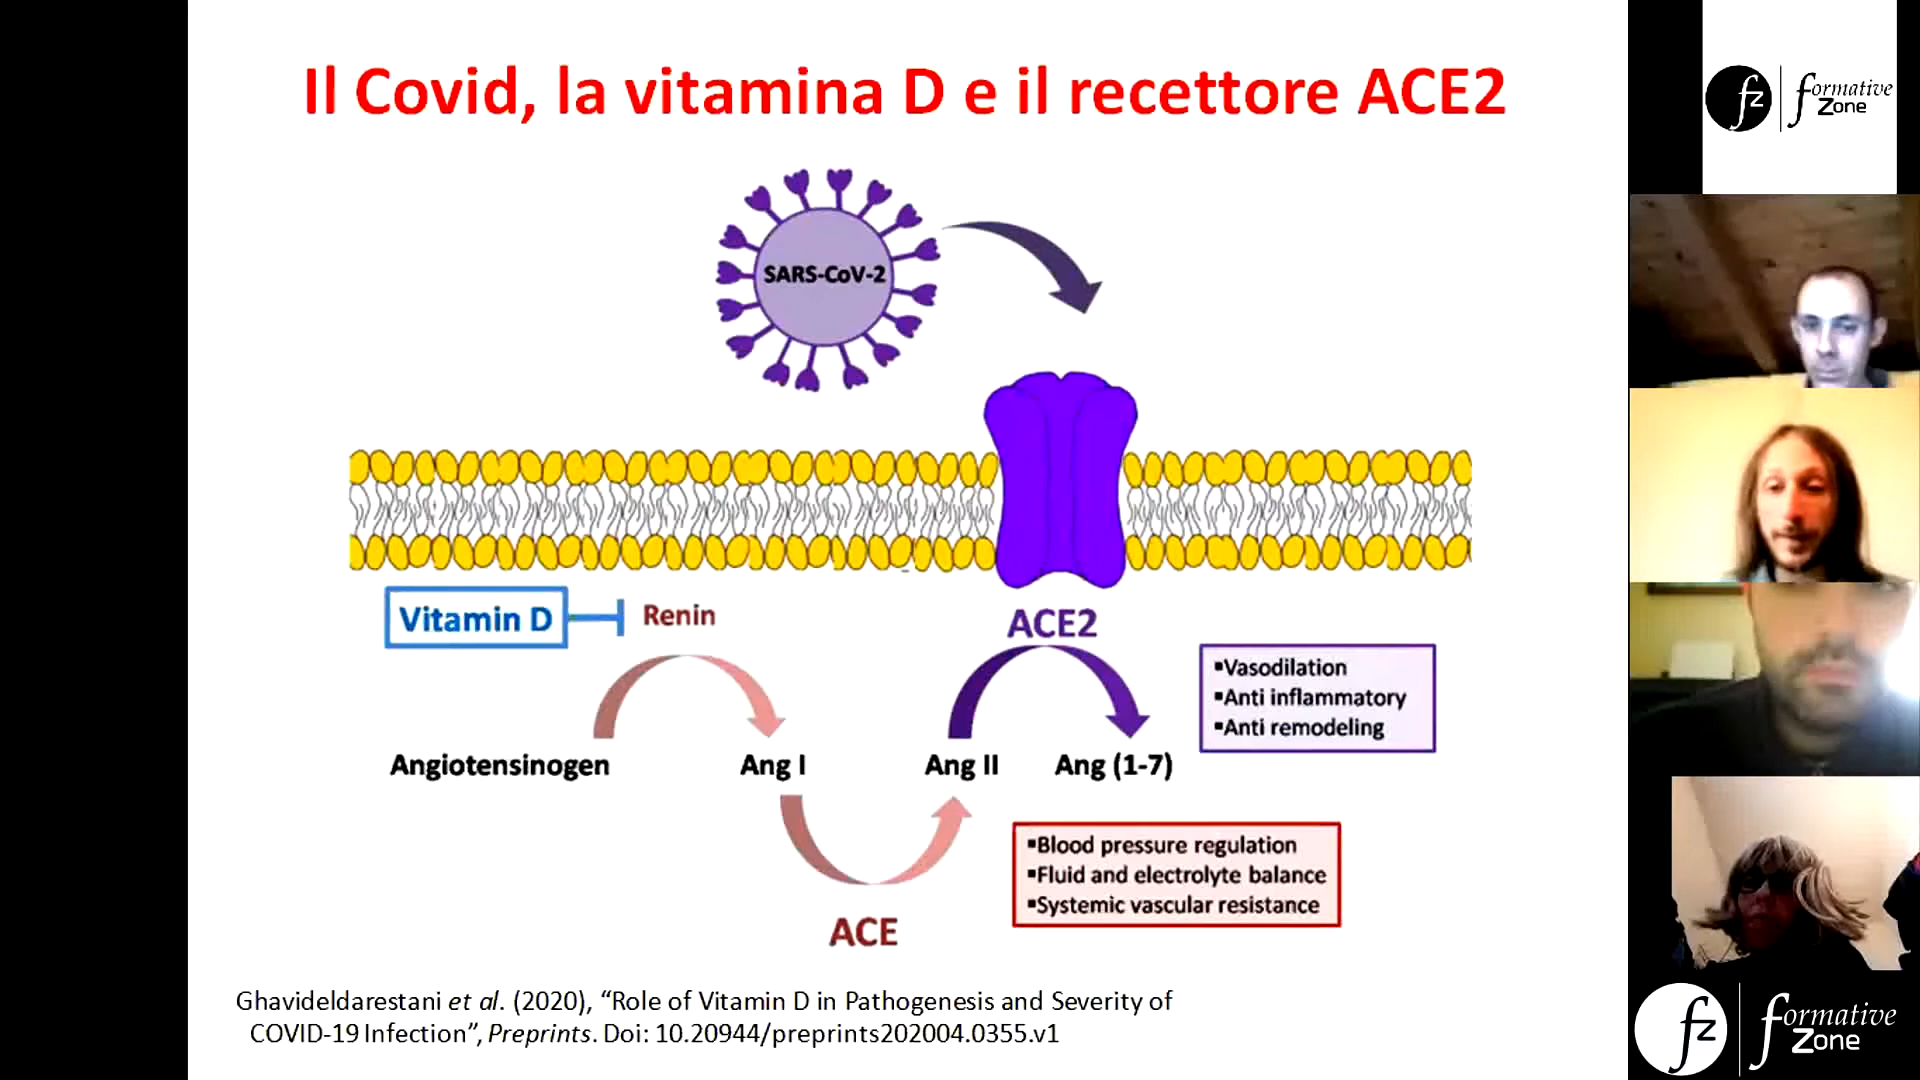 Il Covid, la vitamina D e il recettore ACE2
SARS-CoV-2
Vitamin D
Renin
ACE2
Angiotensinogen
Ang I
Ang II
Ang (1-7)
▪Vasodilation
▪Anti inflammatory
▪Anti remodeling
ACE
▪Blood pressure regulation
▪Fluid and electrolyte balance
▪Systemic vascular resistance
Ghavideldarestani et al. (2020), “Role of Vitamin D in Pathogenesis and Severity of
COVID-19 Infection”, Preprints. Doi: 10.20944/preprints202004.0355.v1
fz
formative
Zone
fz
formative
Zone